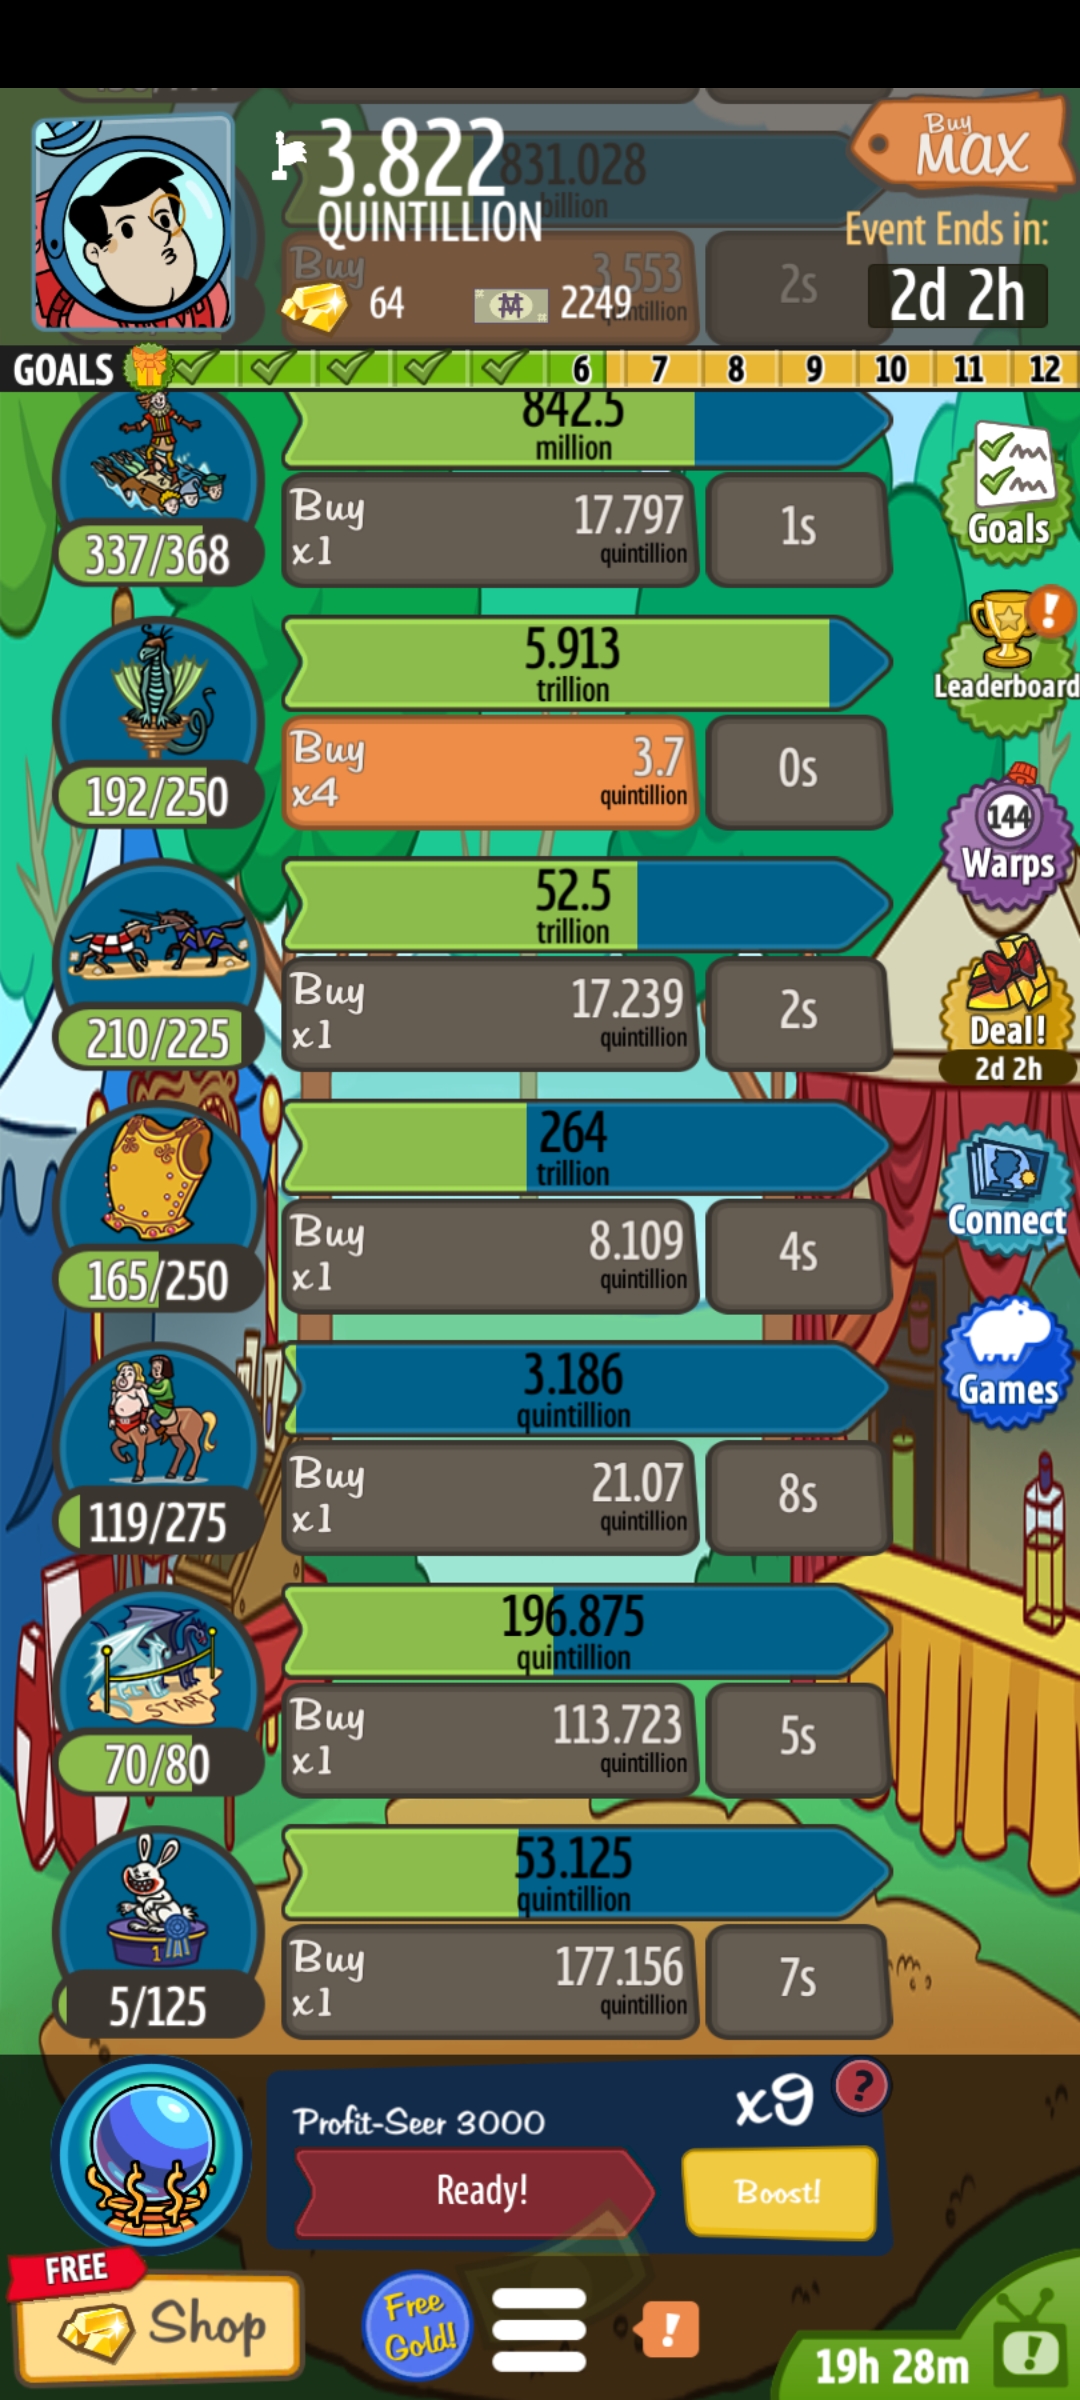 3.822
QUINTILLION
831.028
billion
Buy
3.553
2s
64
2249
Buy
MAX
Event Ends in:
2d 2h
GOALS
6 7 8 9 10 11 12
842.5
million
Buy 17.797
x1 quintillion
1s
337/368
Goals
5.913
trillion
Buy 3.7
x4 quintillion
0s
192/250
Leaderboard
!
144
Warps
52.5
trillion
Buy 17.239
x1 quintillion
2s
210/225
Deal!
2d 2h
264
trillion
Buy 8.109
x1 quintillion
4s
165/250
Connect
3.186
quintillion
Buy 21.07
x1 quintillion
8s
119/275
Games
196.875
quintillion
Buy 113.723
x1 quintillion
5s
START
70/80
53.125
quintillion
Buy 177.156
x1 quintillion
7s
1
5/125
Profit-Seer 3000
x9
?
Ready!
Boost!
FREE
Shop
Free
Gold!
!
19h 28m
!